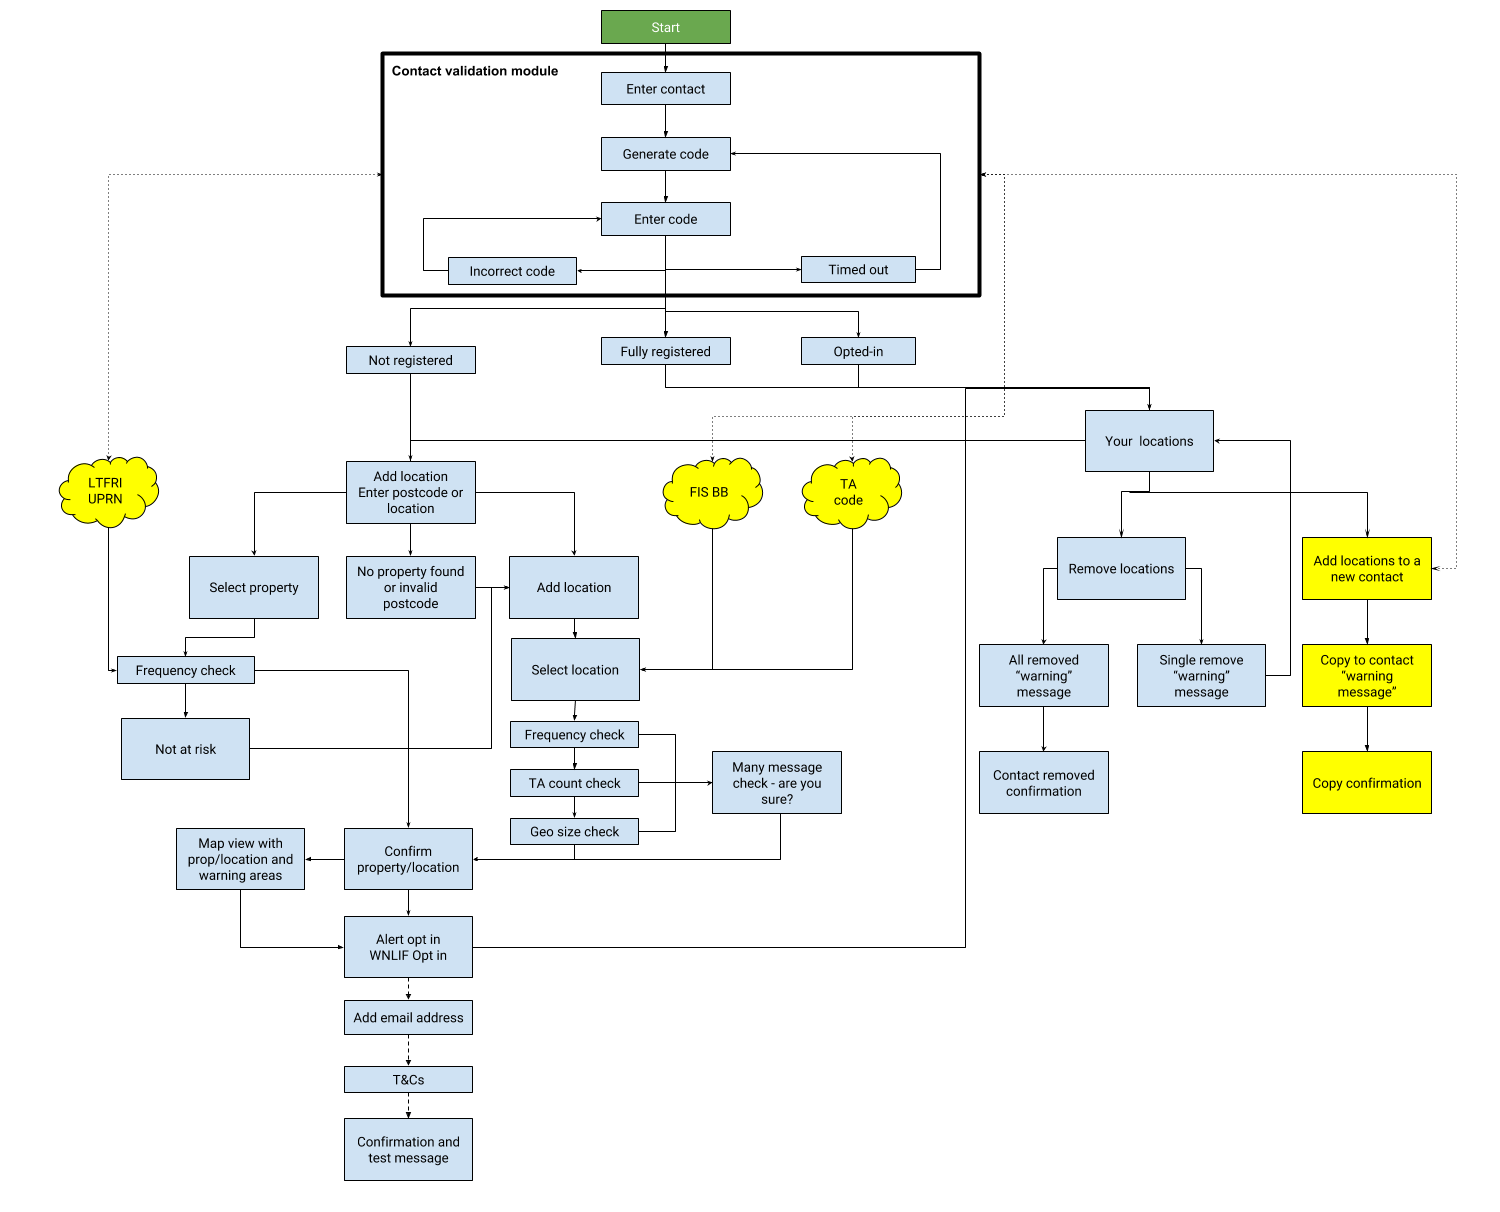 Start
Contact validation module
Enter contact
Generate code
Enter code
Incorrect code
Timed out
Not registered
Fully registered
Opted-in
Your  locations
LTFRI
UPRN
Add location
Enter postcode or
location
FIS BB
TA
code
Select property
No property found
or invalid
postcode
Add location
Remove locations
Add locations to a
new contact
Frequency check
Select location
All removed
“warning”
message
Single remove
“warning”
message
Copy to contact
“warning
message”
Not at risk
Frequency check
TA count check
Many message
check - are you
sure?
Contact removed
confirmation
Copy confirmation
Geo size check
Map view with
prop/location and
warning areas
Confirm
property/location
Alert opt in
WNLIF Opt in
Add email address
T&Cs
Confirmation and
test message